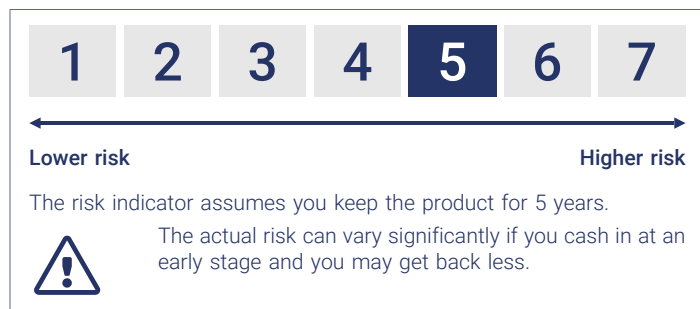 1 2 3 4 5 6 7
Lower risk Higher risk
The risk indicator assumes you keep the product for 5 years.
The actual risk can vary significantly if you cash in at an
early stage and you may get back less.